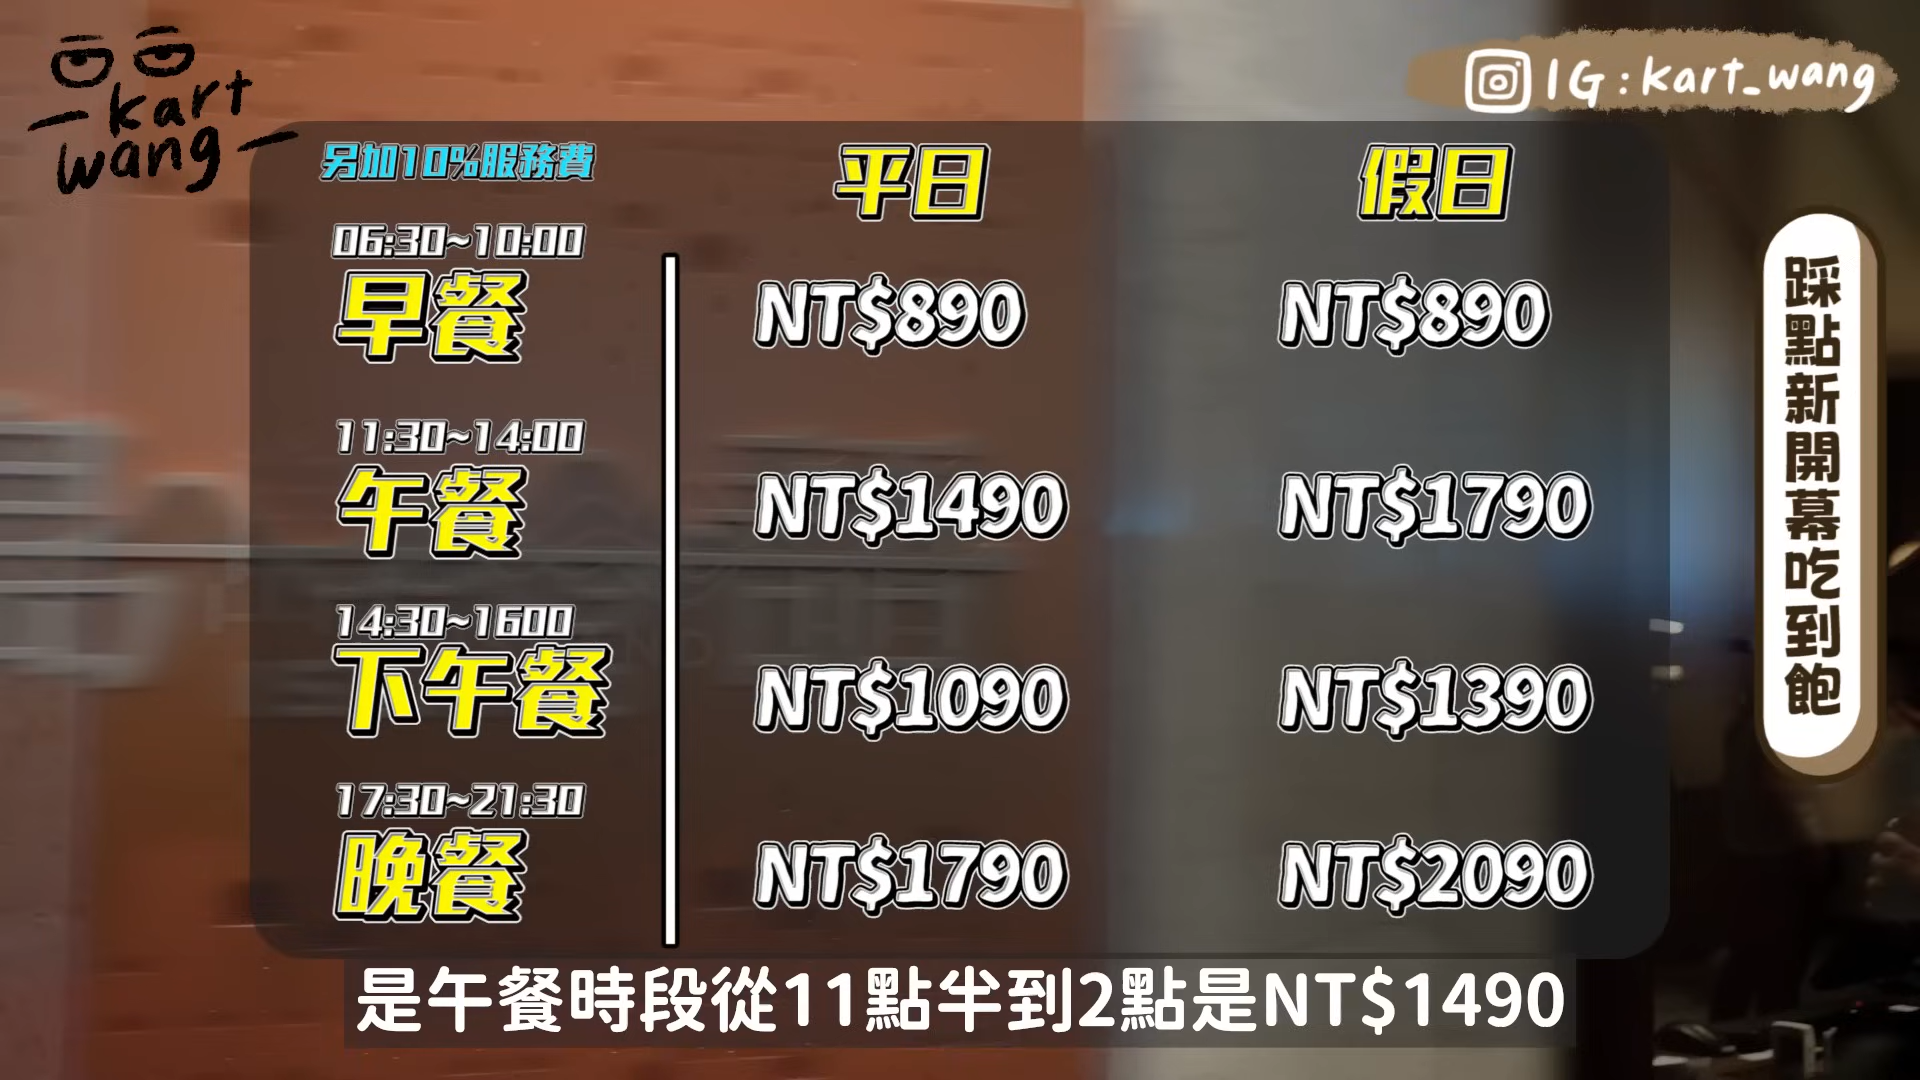 kart
wang
IG:kart_wang
另加10%服務費
平日
假日
06:30~10:00
早餐
NT$890
NT$890
11:30~14:00
午餐
NT$1490
NT$1790
14:30~1600
下午餐
NT$1090
NT$1390
17:30~21:30
晚餐
NT$1790
NT$2090
踩點新開幕吃到飽
是午餐時段從11點半到2點是NT$1490